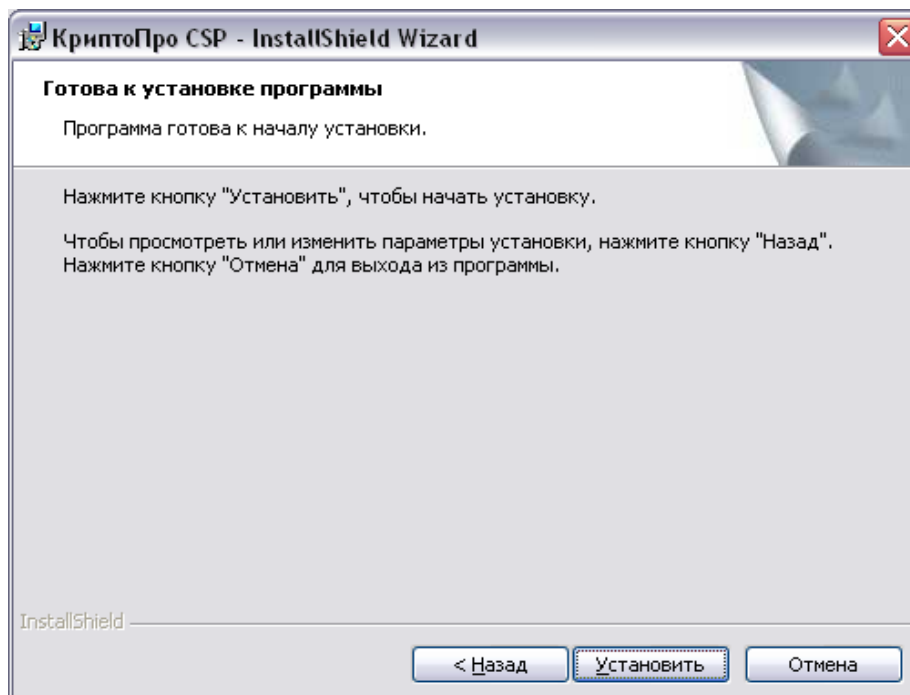 КриптоПро CSP - InstallShield Wizard
Готова к установке программы
Программа готова к началу установки.
Нажмите кнопку "Установить", чтобы начать установку.
Чтобы просмотреть или изменить параметры установки, нажмите кнопку "Назад".
Нажмите кнопку "Отмена" для выхода из программы.
InstallShield
< Назад Установить Отмена